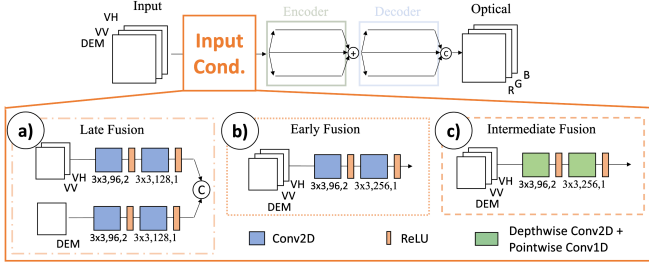 Input
Encoder
Decoder
Optical
VH
VV
DEM
Input
Cond.
+
C
B
G
R
a)
Late Fusion
VH
VV
3x3,96,2
3x3,128,1
C
DEM
3x3,96,2
3x3,128,1
b)
Early Fusion
VH
VV
DEM
3x3,96,2
3x3,256,1
c)
Intermediate Fusion
VH
VV
DEM
3x3,96,2
3x3,256,1
Conv2D
ReLU
Depthwise Conv2D +
Pointwise Conv1D